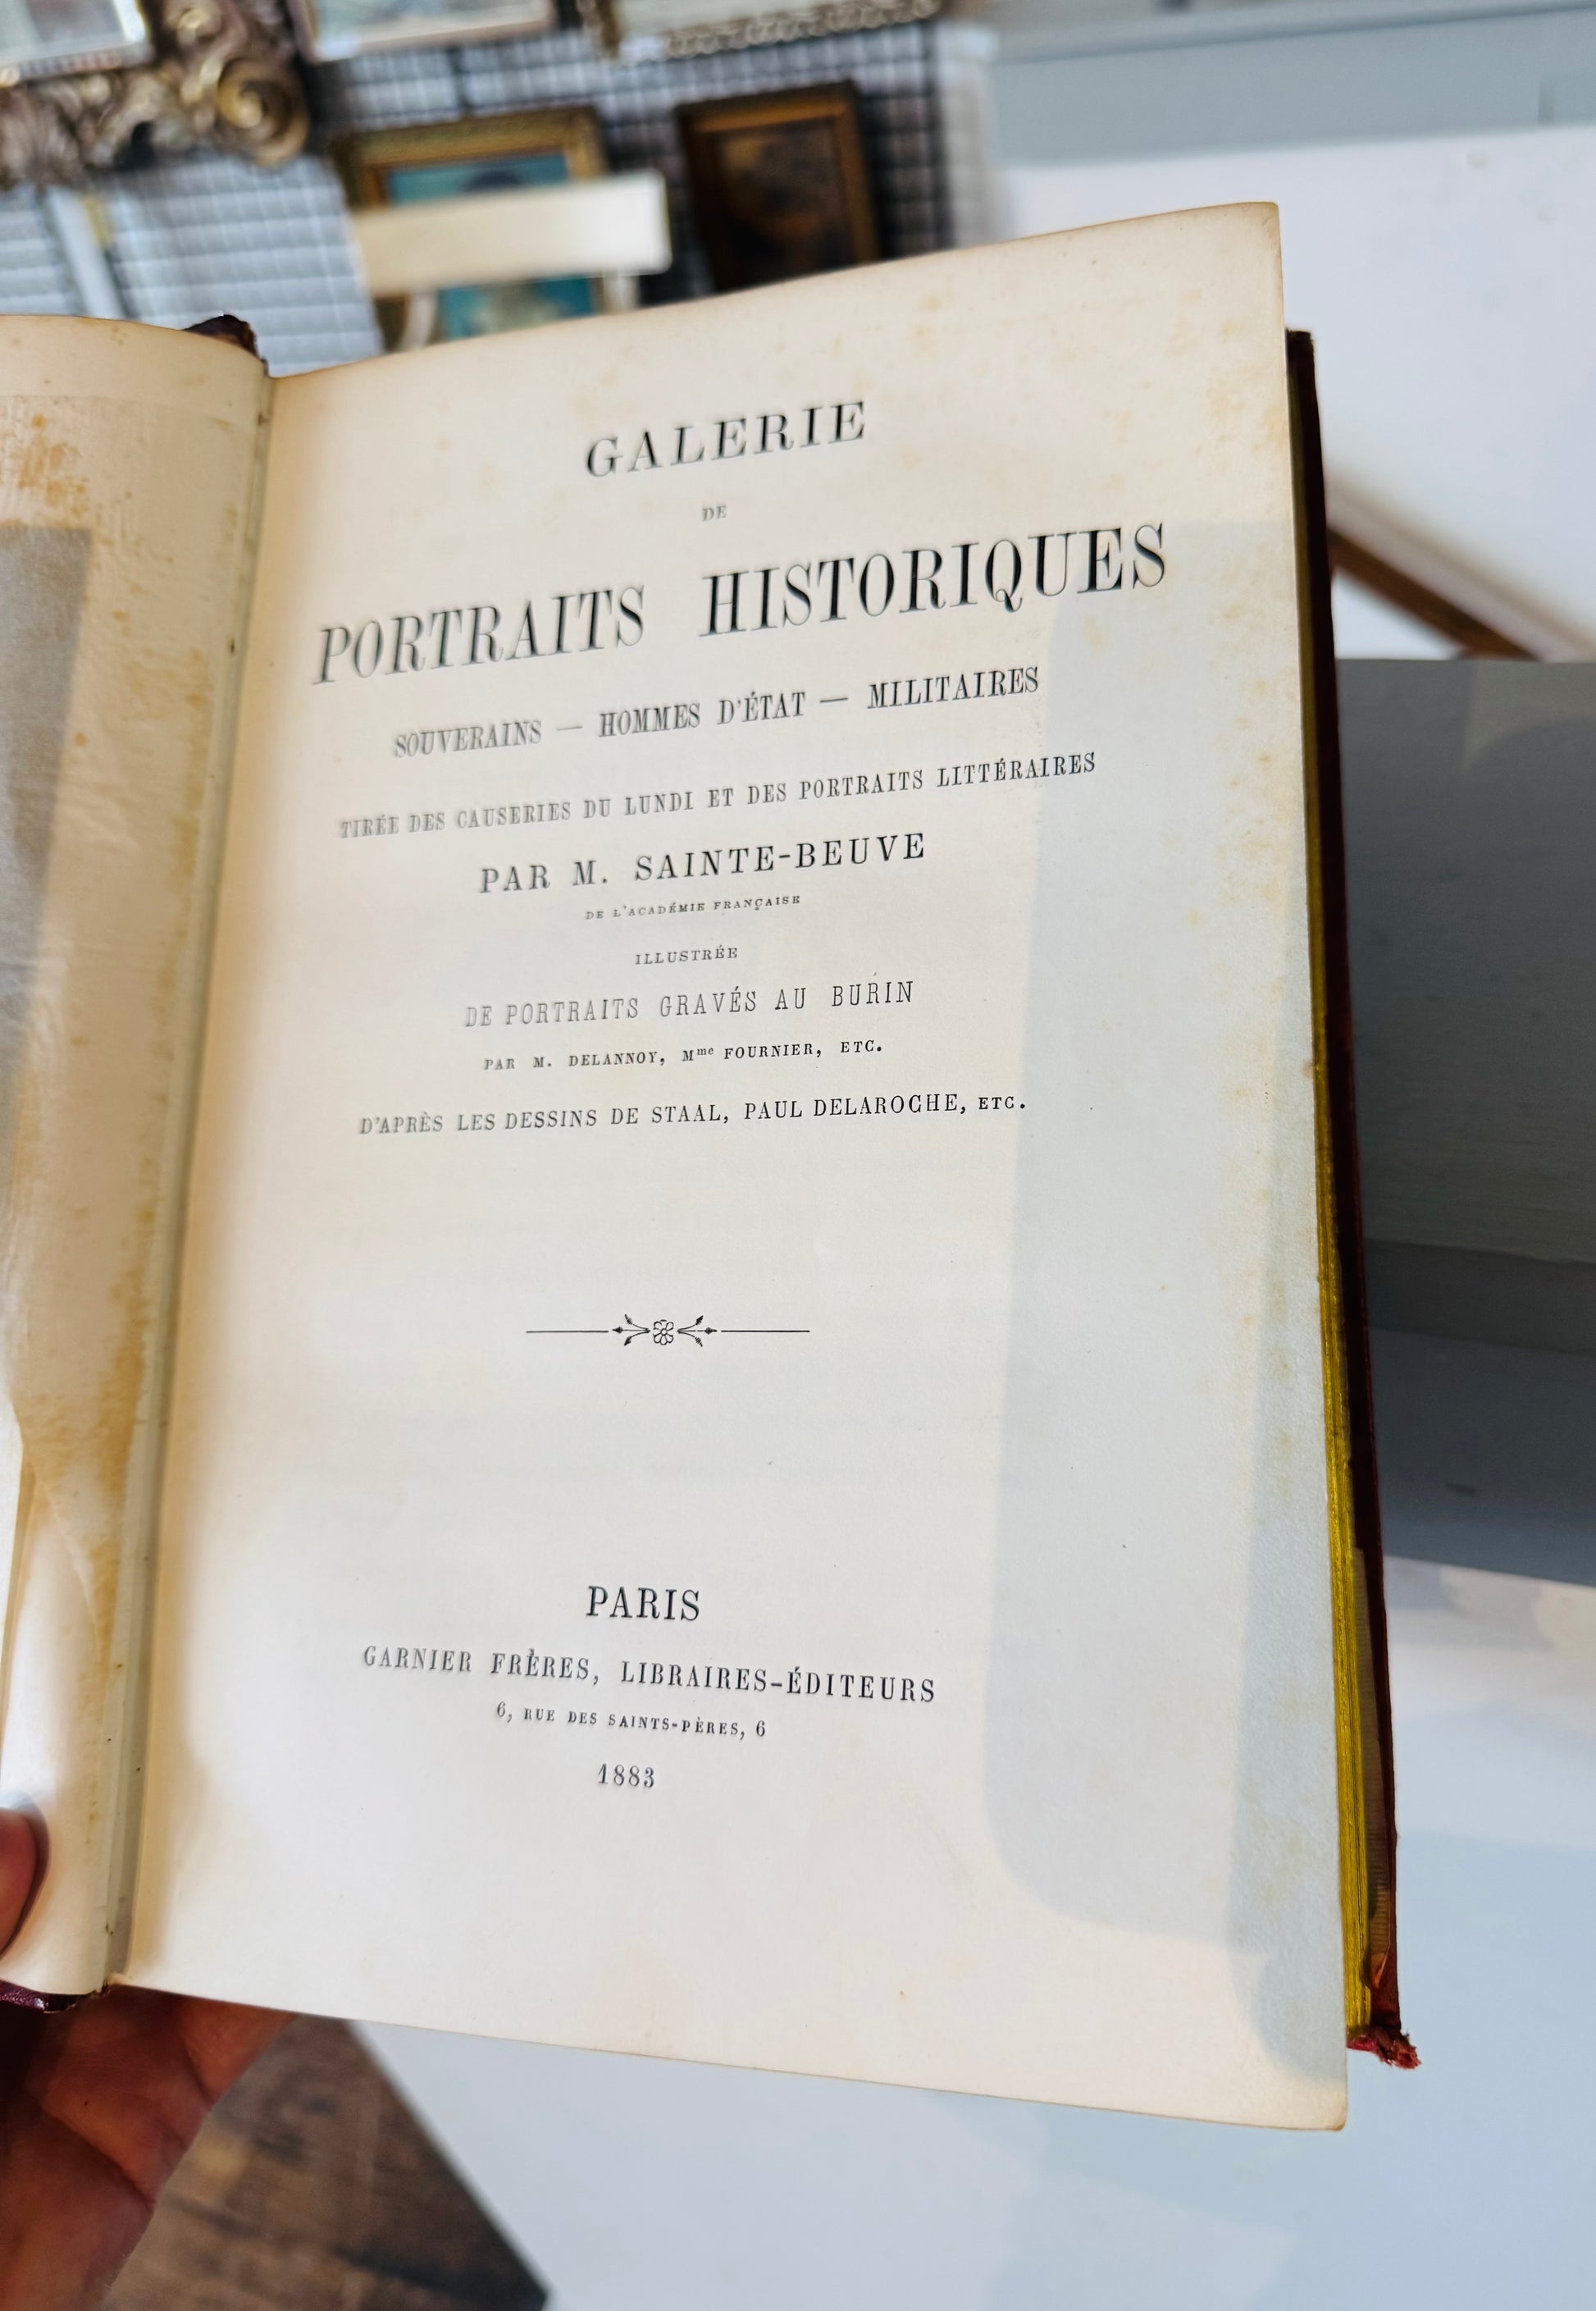 GALERIE
DE
PORTRAITS HISTORIQUES
SOUVERAINS — HOMMES D'ÉTAT — MILITAIRES
TIRÉE DES CAUSERIES DU LUNDI ET DES PORTRAITS LITTÉRAIRES
PAR M. SAINTE-BEUVE
DE L'ACADÉMIE FRANÇAISE
ILLUSTRÉE
DE PORTRAITS GRAVÉS AU BURIN
PAR M. DELANNOY, Mme FOURNIER, ETC.
D'APRÈS LES DESSINS DE STAAL, PAUL DELAROCHE, ETC.
PARIS
GARNIER FRÈRES, LIBRAIRES-ÉDITEURS
6, RUE DES SAINTS-PÈRES, 6
1883